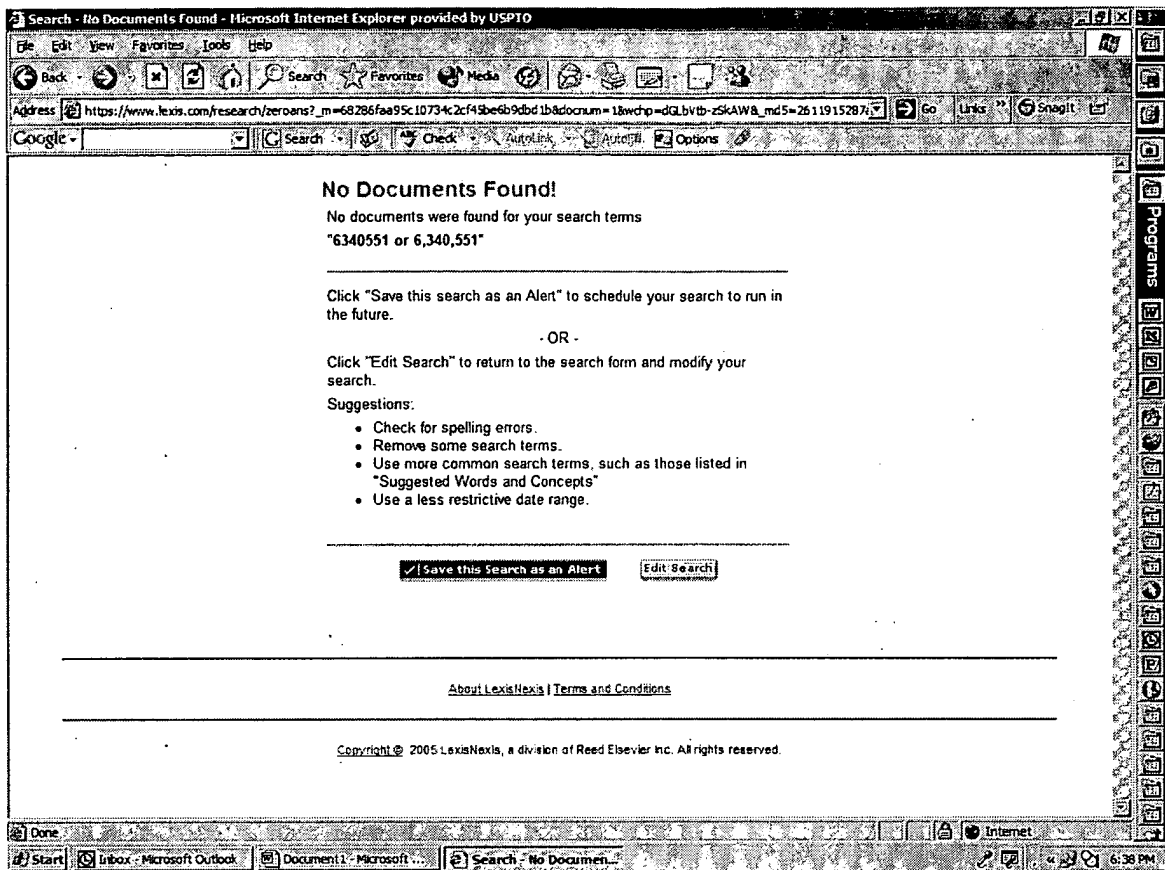 Search - No Documents Found - Microsoft Internet Explorer provided by USPTO
File Edit View Favorites Tools Help
Back Search Favorites Media
Address https://www.lexis.com/research/zeroans?_m=68286faa95c10734c2cf45be6b9dbd1b&docnum=1&wchp=dGLbVtb-zSkAW&_md5=2611915287 Go Links SnagIt
Google Search Check AutoLink AutoFill Options
No Documents Found!
No documents were found for your search terms
"6340551 or 6,340,551"
Click "Save this search as an Alert" to schedule your search to run in
the future.
- OR -
Click "Edit Search" to return to the search form and modify your
search.
Suggestions:
• Check for spelling errors.
• Remove some search terms.
• Use more common search terms, such as those listed in
"Suggested Words and Concepts"
• Use a less restrictive date range.
Save this Search as an Alert Edit Search
About LexisNexis | Terms and Conditions
Copyright © 2005 LexisNexis, a division of Reed Elsevier Inc. All rights reserved.
Programs
Done Internet
Start Inbox - Microsoft Outlook Document1 - Microsoft ... Search - No Documen... 6:38 PM